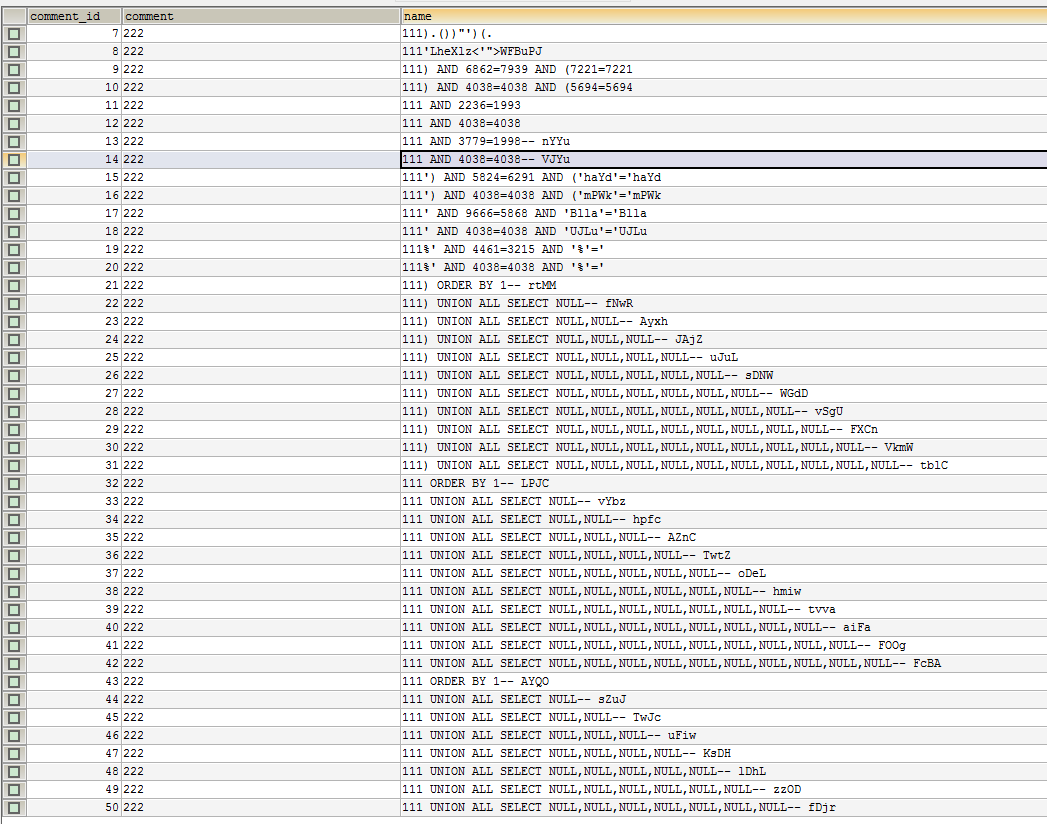 comment_id comment name
7 222 111).())"')(.
8 222 111'LheXlz<'">WFBuPJ
9 222 111) AND 6862=7939 AND (7221=7221
10 222 111) AND 4038=4038 AND (5694=5694
11 222 111 AND 2236=1993
12 222 111 AND 4038=4038
13 222 111 AND 3779=1998-- nYYu
14 222 111 AND 4038=4038-- VJYu
15 222 111') AND 5824=6291 AND ('haYd'='haYd
16 222 111') AND 4038=4038 AND ('mPWk'='mPWk
17 222 111' AND 9666=5868 AND 'Blla'='Blla
18 222 111' AND 4038=4038 AND 'UJLu'='UJLu
19 222 111%' AND 4461=3215 AND '%'='
20 222 111%' AND 4038=4038 AND '%'='
21 222 111) ORDER BY 1-- rtMM
22 222 111) UNION ALL SELECT NULL-- fNwR
23 222 111) UNION ALL SELECT NULL,NULL-- Ayxh
24 222 111) UNION ALL SELECT NULL,NULL,NULL-- JAjZ
25 222 111) UNION ALL SELECT NULL,NULL,NULL,NULL-- uJuL
26 222 111) UNION ALL SELECT NULL,NULL,NULL,NULL,NULL-- sDNW
27 222 111) UNION ALL SELECT NULL,NULL,NULL,NULL,NULL,NULL-- WGdD
28 222 111) UNION ALL SELECT NULL,NULL,NULL,NULL,NULL,NULL,NULL-- vSgU
29 222 111) UNION ALL SELECT NULL,NULL,NULL,NULL,NULL,NULL,NULL,NULL-- FXCn
30 222 111) UNION ALL SELECT NULL,NULL,NULL,NULL,NULL,NULL,NULL,NULL,NULL-- VkmW
31 222 111) UNION ALL SELECT NULL,NULL,NULL,NULL,NULL,NULL,NULL,NULL,NULL,NULL-- tblC
32 222 111 ORDER BY 1-- LPJC
33 222 111 UNION ALL SELECT NULL-- vYbz
34 222 111 UNION ALL SELECT NULL,NULL-- hpfc
35 222 111 UNION ALL SELECT NULL,NULL,NULL-- AZnC
36 222 111 UNION ALL SELECT NULL,NULL,NULL,NULL-- TwtZ
37 222 111 UNION ALL SELECT NULL,NULL,NULL,NULL,NULL-- oDeL
38 222 111 UNION ALL SELECT NULL,NULL,NULL,NULL,NULL,NULL-- hmiw
39 222 111 UNION ALL SELECT NULL,NULL,NULL,NULL,NULL,NULL,NULL-- tvva
40 222 111 UNION ALL SELECT NULL,NULL,NULL,NULL,NULL,NULL,NULL,NULL-- aiFa
41 222 111 UNION ALL SELECT NULL,NULL,NULL,NULL,NULL,NULL,NULL,NULL,NULL-- FOOg
42 222 111 UNION ALL SELECT NULL,NULL,NULL,NULL,NULL,NULL,NULL,NULL,NULL,NULL-- FcBA
43 222 111 ORDER BY 1-- AYQO
44 222 111 UNION ALL SELECT NULL-- sZuJ
45 222 111 UNION ALL SELECT NULL,NULL-- TwJc
46 222 111 UNION ALL SELECT NULL,NULL,NULL-- uFiw
47 222 111 UNION ALL SELECT NULL,NULL,NULL,NULL-- KsDH
48 222 111 UNION ALL SELECT NULL,NULL,NULL,NULL,NULL-- lDhL
49 222 111 UNION ALL SELECT NULL,NULL,NULL,NULL,NULL,NULL-- zzOD
50 222 111 UNION ALL SELECT NULL,NULL,NULL,NULL,NULL,NULL,NULL-- fDjr